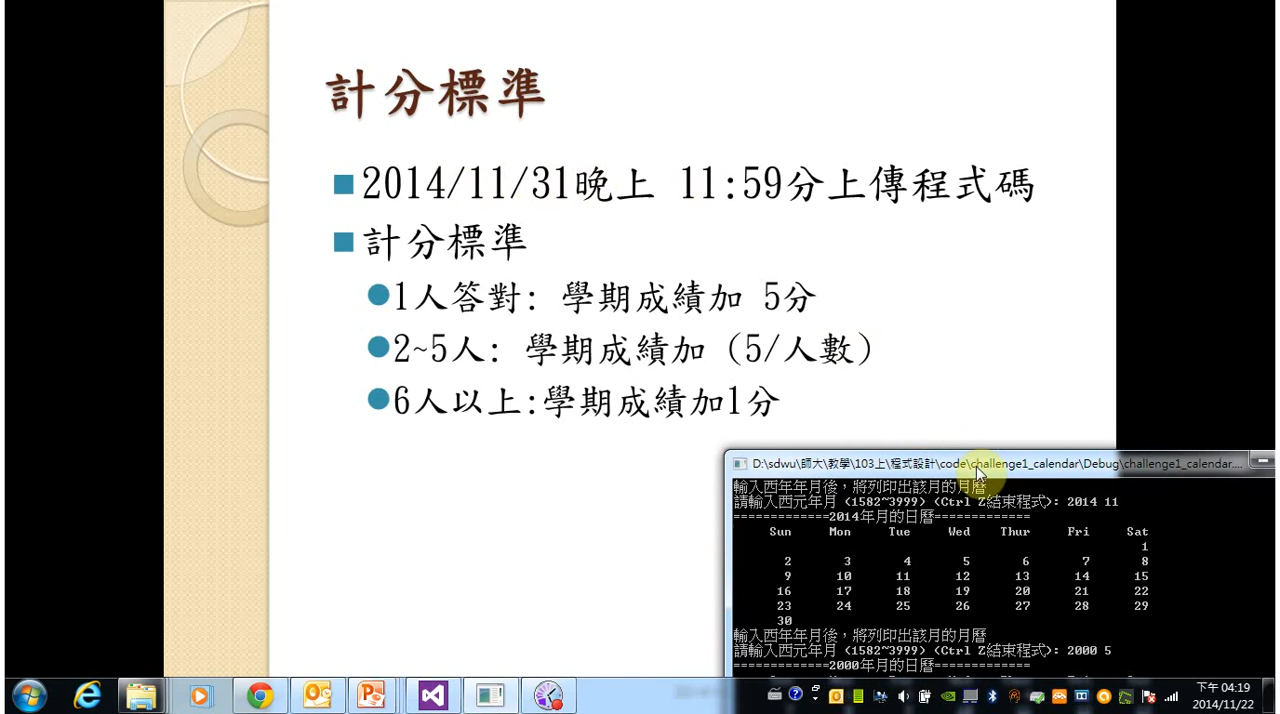 計分標準
2014/11/31晚上 11:59分上傳程式碼
計分標準
1人答對: 學期成績加 5分
2~5人: 學期成績加 (5/人數)
6人以上:學期成績加1分
D:\sdwu\師大\教學\103上\程式設計\code\challenge1_calendar\Debug\challenge1_calendar....
輸入西年年月後，將列印出該月的月曆
請輸入西元年月 (1582~3999) (Ctrl Z結束程式): 2014 11
=============2014年月的日曆=============
Sun Mon Tue Wed Thur Fri Sat
1
2 3 4 5 6 7 8
9 10 11 12 13 14 15
16 17 18 19 20 21 22
23 24 25 26 27 28 29
30
輸入西年年月後，將列印出該月的月曆
請輸入西元年月 (1582~3999) (Ctrl Z結束程式): 2000 5
=============2000年月的日曆=============
下午 04:19
2014/11/22